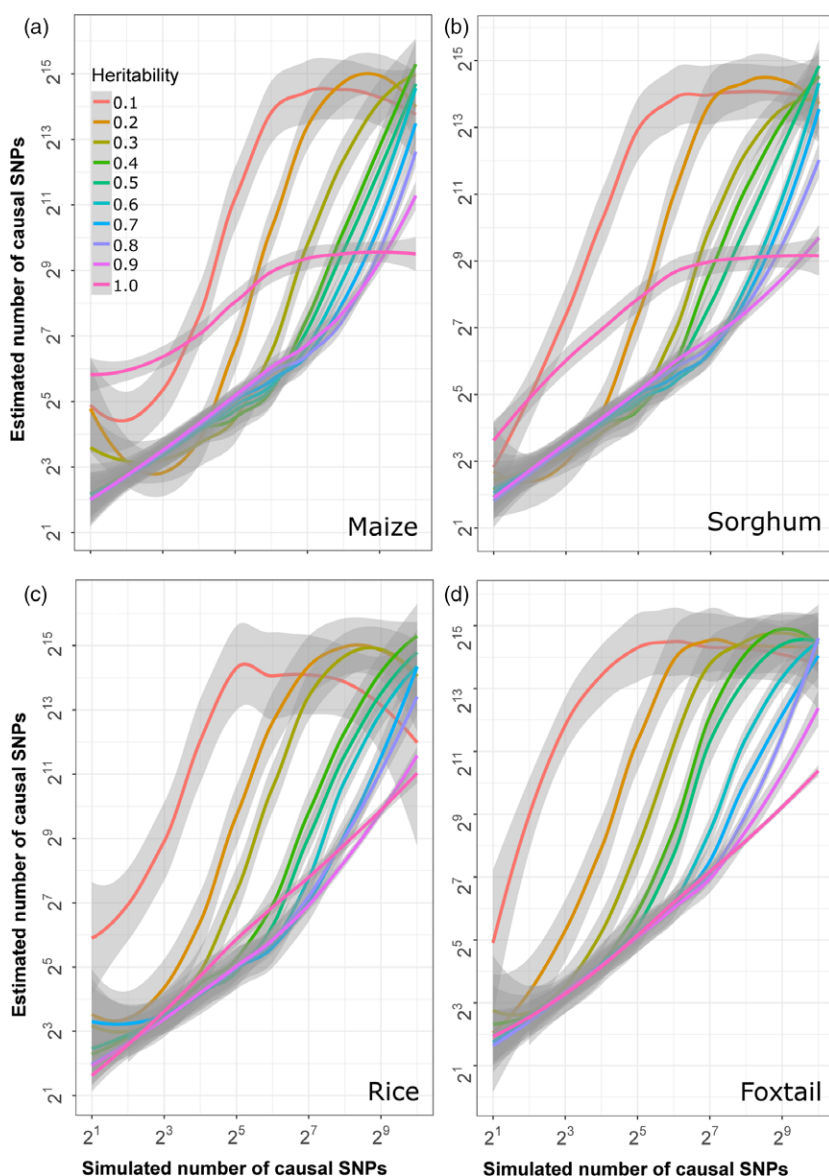 (a)
Estimated number of causal SNPs
2^15
2^13
2^11
2^9
2^7
2^5
2^3
2^1
Heritability
0.1
0.2
0.3
0.4
0.5
0.6
0.7
0.8
0.9
1.0
Maize
(b)
2^15
2^13
2^11
2^9
2^7
2^5
2^3
2^1
Sorghum
(c)
Estimated number of causal SNPs
2^15
2^13
2^11
2^9
2^7
2^5
2^3
2^1
Rice
2^1 2^3 2^5 2^7 2^9
Simulated number of causal SNPs
(d)
2^15
2^13
2^11
2^9
2^7
2^5
2^3
2^1
Foxtail
2^1 2^3 2^5 2^7 2^9
Simulated number of causal SNPs